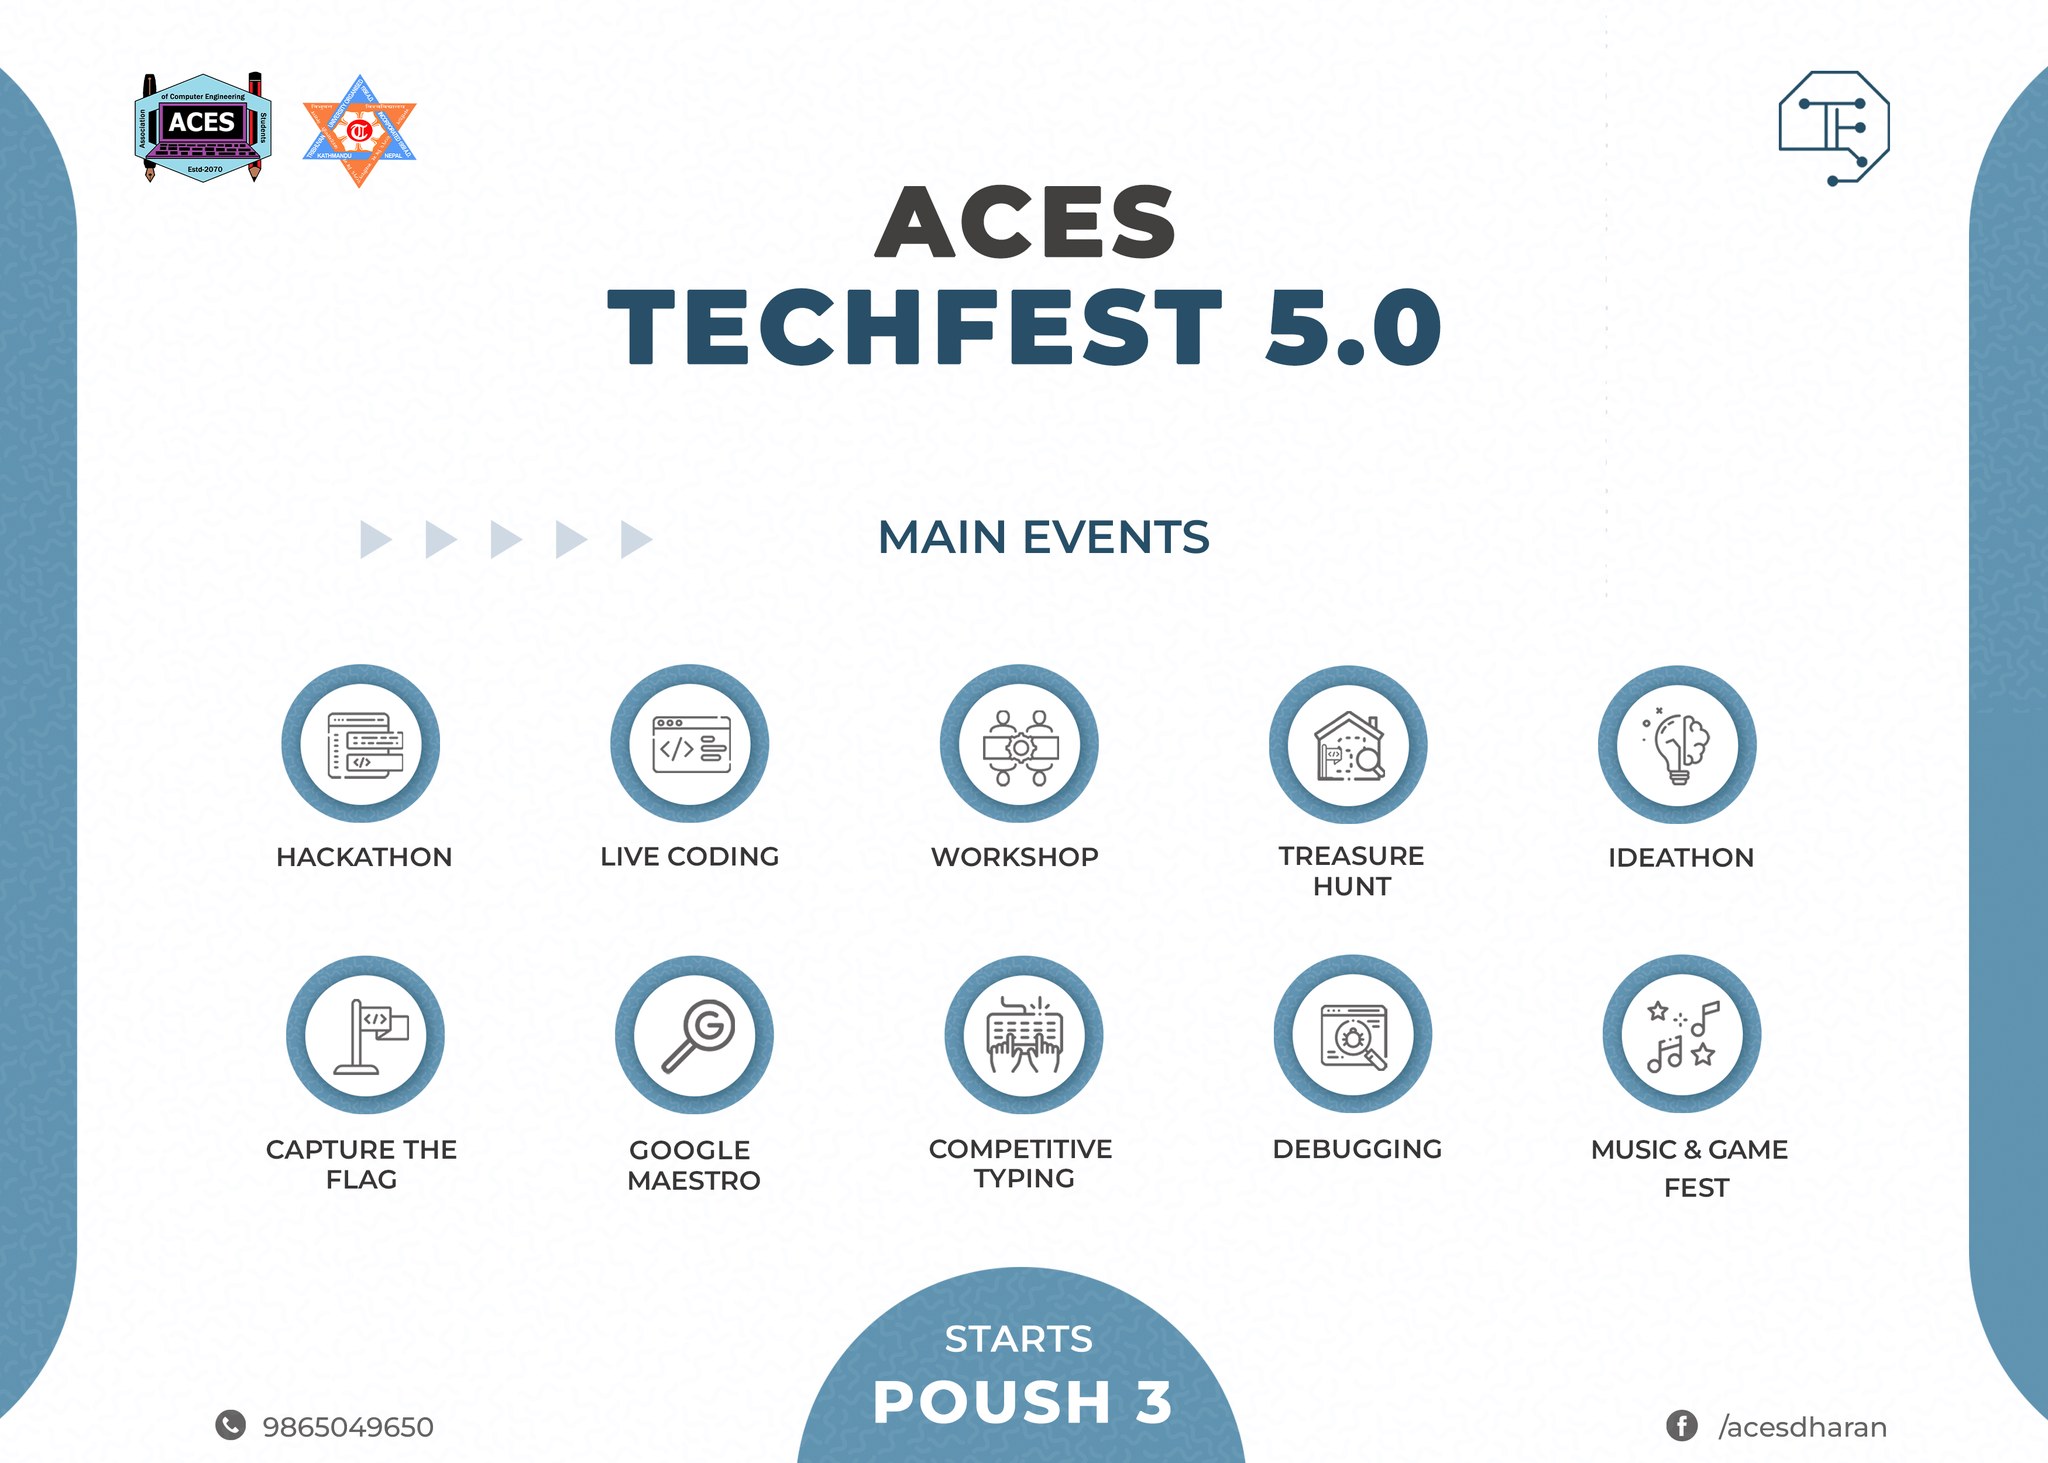 of Computer Engineering
Association
ACES
Students
Estd-2070
TRIBHUVAN UNIVERSITY
KATHMANDU
NEPAL
ACES
TECHFEST 5.0
MAIN EVENTS
HACKATHON
LIVE CODING
WORKSHOP
TREASURE
HUNT
IDEATHON
CAPTURE THE
FLAG
GOOGLE
MAESTRO
COMPETITIVE
TYPING
DEBUGGING
MUSIC & GAME
FEST
STARTS
POUSH 3
9865049650
/acesdharan